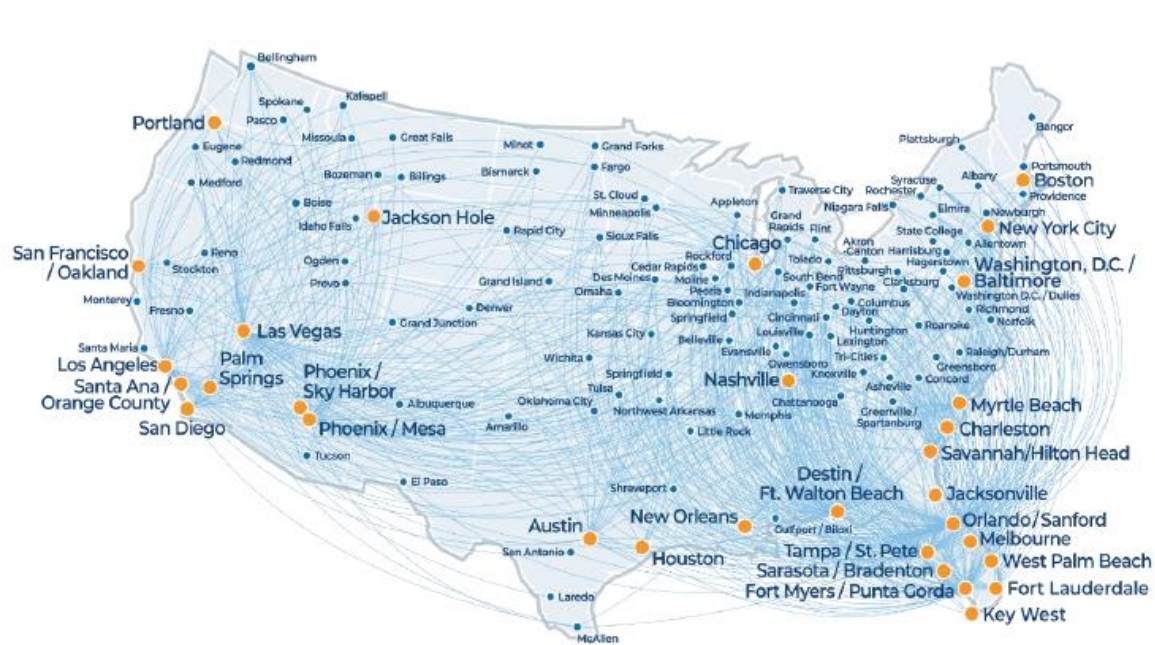 Bellingham
Kalispell
Spokane
Pasco
Portland
Missoula
Great Falls
Minot
Grand Forks
Bangor
Plattsburgh
Eugene
Redmond
Fargo
Portsmouth
Medford
Bozeman
Billings
Bismarck
Traverse City
Syracuse
Albany
Boston
Rochester
Providence
St. Cloud
Minneapolis
Appleton
Niagara Falls
Elmira
Newburgh
Boise
Idaho Falls
Jackson Hole
Rapid City
Sioux Falls
Grand
Rapids
Flint
State College
New York City
Chicago
Akron
-Canton
Harrisburg
Allentown
San Francisco
/ Oakland
Reno
Stockton
Ogden
Rockford
Toledo
Hagerstown
Washington, D.C. /
Baltimore
Cedar Rapids
Moline
Des Moines
South Bend
Pittsburgh
Provo
Grand Island
Omaha
Peoria
Fort Wayne
Clarksburg
Indianapolis
Washington D.C. / Dulles
Monterey
Fresno
Denver
Bloomington
Springfield
Columbus
Dayton
Richmond
Norfolk
Cincinnati
Grand Junction
Las Vegas
Kansas City
Belleville
Louisville
Huntington
Roanoke
Lexington
Santa Maria
Evansville
Owensboro
Tri-Cities
Raleigh/Durham
Greensboro
Los Angeles
Palm
Springs
Wichita
Springfield
Knoxville
Concord
Asheville
Nashville
Phoenix /
Sky Harbor
Santa Ana /
Orange County
Tulsa
Oklahoma City
Northwest Arkansas
Chattanooga
Greenville /
Spartanburg
Myrtle Beach
Albuquerque
Amarillo
Memphis
San Diego
Phoenix / Mesa
Little Rock
Charleston
Savannah/Hilton Head
Tucson
El Paso
Shreveport
Destin /
Ft. Walton Beach
Jacksonville
Austin
New Orleans
Gulfport / Biloxi
Orlando/Sanford
Melbourne
San Antonio
Houston
Tampa / St. Pete
West Palm Beach
Sarasota / Bradenton
Fort Myers / Punta Gorda
Fort Lauderdale
Laredo
Key West
McAllen